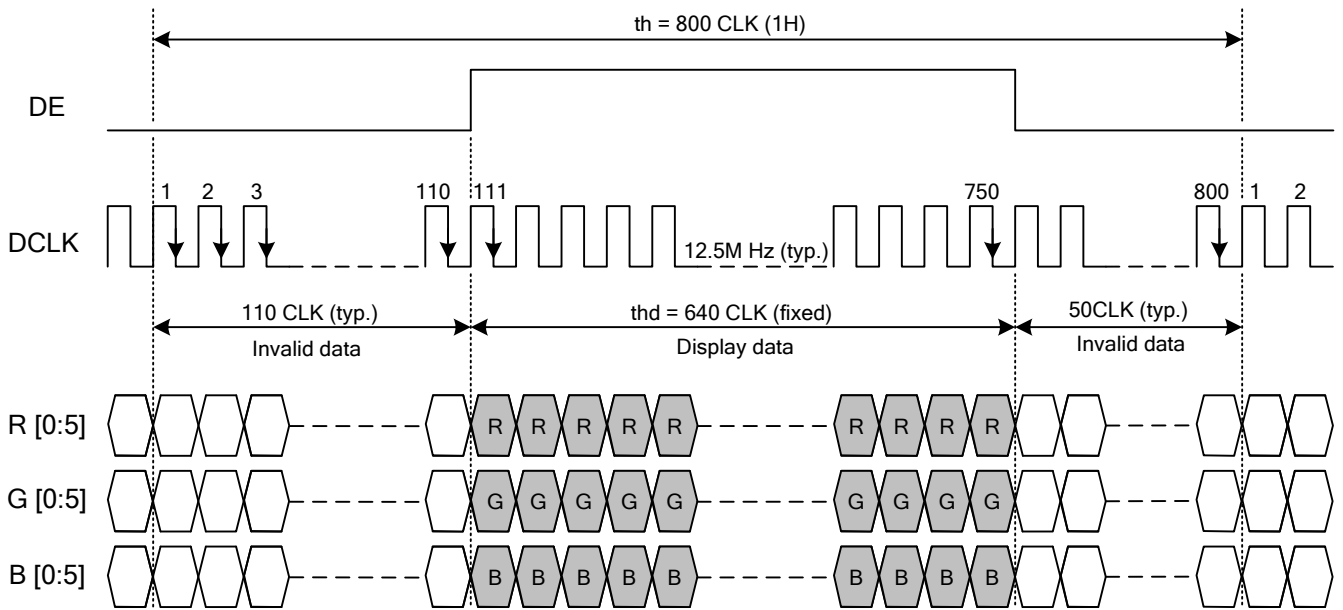 th = 800 CLK (1H)
DE
1 2 3 110 111 750 800 1 2
DCLK
12.5M Hz (typ.)
110 CLK (typ.) thd = 640 CLK (fixed) 50CLK (typ.)
Invalid data Display data Invalid data
R [0:5] R R R R R R R R R
G [0:5] G G G G G G G G G
B [0:5] B B B B B B B B B